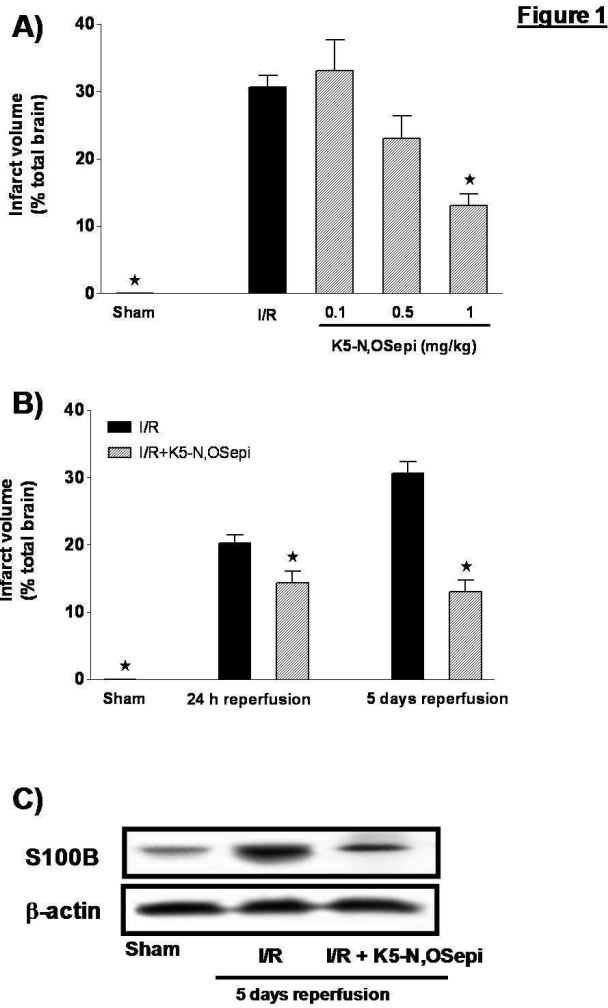 Figure 1
A)
Infarct volume
(% total brain)
40
30
20
10
0
★
★
Sham
I/R
0.1
0.5
1
K5-N,OSepi (mg/kg)
B)
Infarct volume
(% total brain)
40
30
20
10
0
I/R
I/R+K5-N,OSepi
★
★
★
Sham
24 h reperfusion
5 days reperfusion
C)
S100B
β-actin
Sham
I/R
I/R + K5-N,OSepi
5 days reperfusion